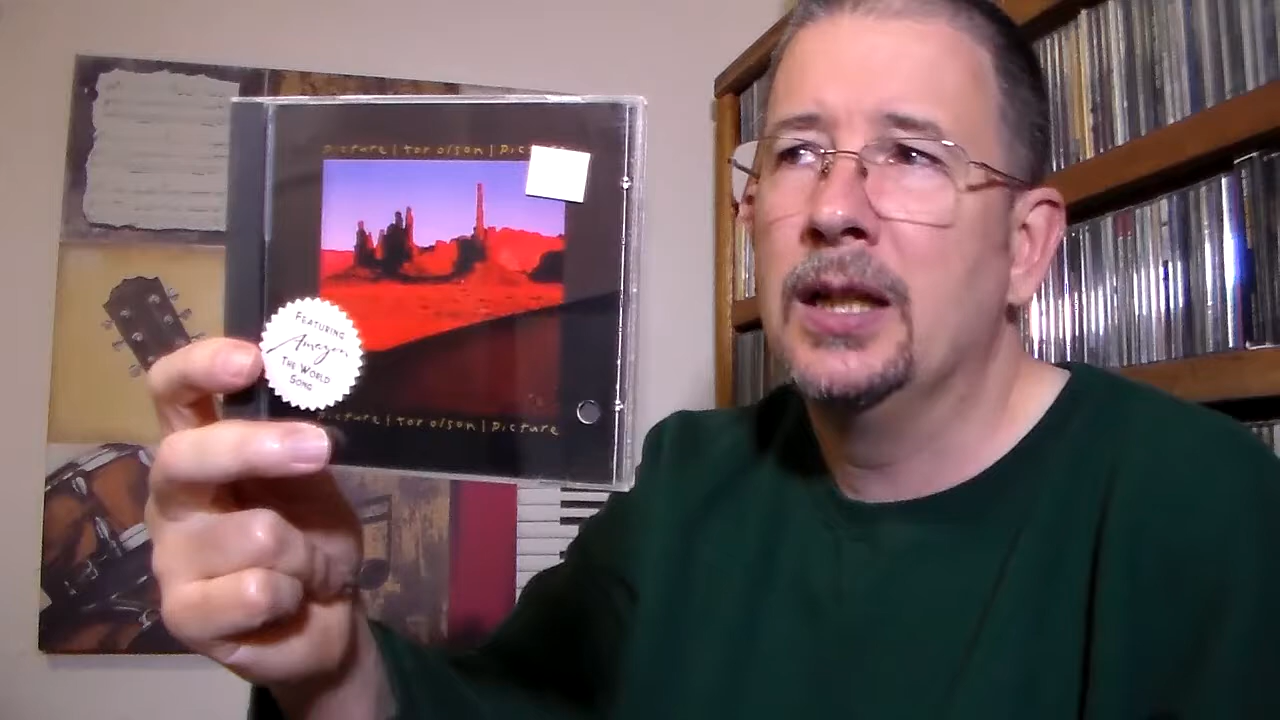 picture | tor olson | Picture
FEATURING
Amazon
THE WORLD
SONG
picture | tor olson | Picture